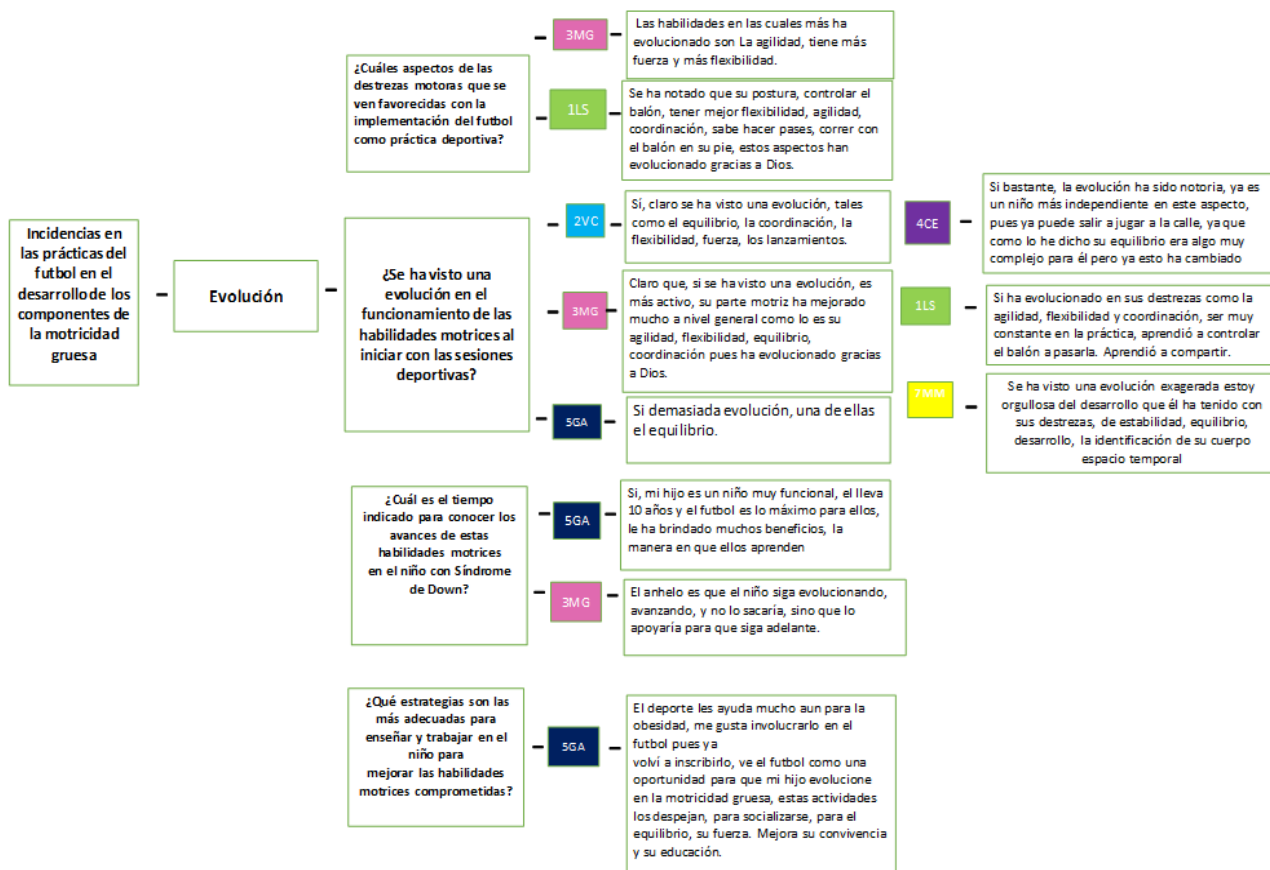 Incidencias en
las prácticas del
futbol en el
desarrollo de los
componentes de
la motricidad
gruesa
Evolución
¿Cuáles aspectos de las
destrezas motoras que se
ven favorecidas con la
implementación del futbol
como práctica deportiva?
3MG
Las habilidades en las cuales más ha
evolucionado son La agilidad, tiene más
fuerza y más flexibilidad.
1LS
Se ha notado que su postura, controlar el
balón, tener mejor flexibilidad, agilidad,
coordinación, sabe hacer pases, correr con
el balón en su pie, estos aspectos han
evolucionado gracias a Dios.
¿Se ha visto una
evolución en el
funcionamiento de las
habilidades motrices al
iniciar con las sesiones
deportivas?
2VC
Sí, claro se ha visto una evolución, tales
como el equilibrio, la coordinación, la
flexibilidad, fuerza, los lanzamientos.
3MG
Claro que, si se ha visto una evolución, es
más activo, su parte motriz ha mejorado
mucho a nivel general como lo es su
agilidad, flexibilidad, equilibrio,
coordinación pues ha evolucionado gracias
a Dios.
5GA
Si demasiada evolución, una de ellas
el equilibrio.
4CE
Si bastante, la evolución ha sido notoria, ya es
un niño más independiente en este aspecto,
pues ya puede salir a jugar a la calle, ya que
como lo he dicho su equilibrio era algo muy
complejo para él pero ya esto ha cambiado
1LS
Si ha evolucionado en sus destrezas como la
agilidad, flexibilidad y coordinación, ser muy
constante en la práctica, aprendió a controlar
el balón a pasarla. Aprendió a compartir.
7MM
Se ha visto una evolución exagerada estoy
orgullosa del desarrollo que él ha tenido con
sus destrezas, de estabilidad, equilibrio,
desarrollo, la identificación de su cuerpo
espacio temporal
¿Cuál es el tiempo
indicado para conocer los
avances de estas
habilidades motrices
en el niño con Síndrome
de Down?
5GA
Si, mi hijo es un niño muy funcional, el lleva
10 años y el futbol es lo máximo para ellos,
le ha brindado muchos beneficios, la
manera en que ellos aprenden
3MG
El anhelo es que el niño siga evolucionando,
avanzando, y no lo sacaría, sino que lo
apoyaría para que siga adelante.
¿Qué estrategias son las
más adecuadas para
enseñar y trabajar en el
niño para
mejorar las habilidades
motrices comprometidas?
5GA
El deporte les ayuda mucho aun para la
obesidad, me gusta involucrarlo en el
futbol pues ya
volví a inscribirlo, ve el futbol como una
oportunidad para que mi hijo evolucione
en la motricidad gruesa, estas actividades
los despejan, para socializarse, para el
equilibrio, su fuerza. Mejora su convivencia
y su educación.